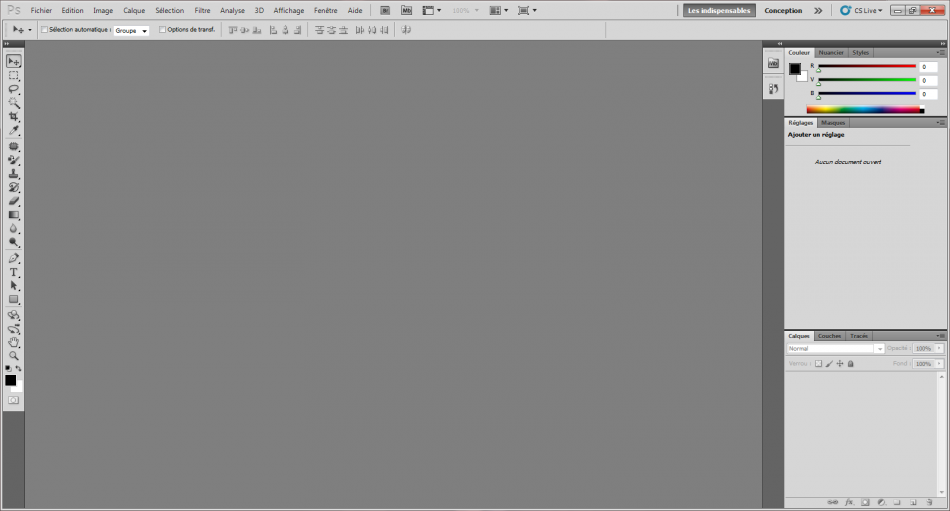 Ps Fichier Edition Image Calque Sélection Filtre Analyse 3D Affichage Fenêtre Aide Br Mb 100% Les indispensables Conception CS Live
Sélection automatique : Groupe Options de transf.
Couleur Nuancier Styles
Mb
R 0
V 0
B 0
Réglages Masques
Ajouter un réglage
Aucun document ouvert
T
Calques Couches Tracés
Normal Opacité : 100%
Verrou : Fond : 100%
fx